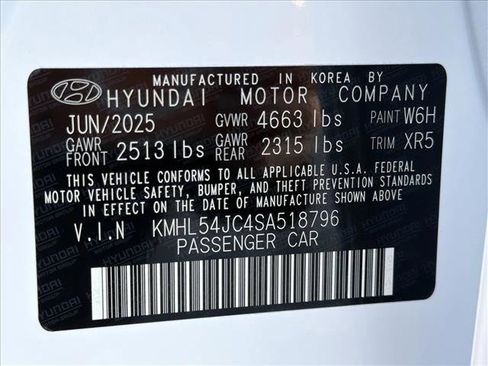 MANUFACTURED IN KOREA BY
HYUNDAI MOTOR COMPANY
JUN/2025 GVWR 4663 lbs PAINT W6H
GAWR FRONT 2513 lbs GAWR REAR 2315 lbs TRIM XR5
THIS VEHICLE CONFORMS TO ALL APPLICABLE U.S.A. FEDERAL
MOTOR VEHICLE SAFETY, BUMPER, AND THEFT PREVENTION
STANDARDS IN EFFECT ON THE DATE OF MANUFACTURE SHOWN ABOVE
V.I.N KMHL54JC4SA518796
PASSENGER CAR